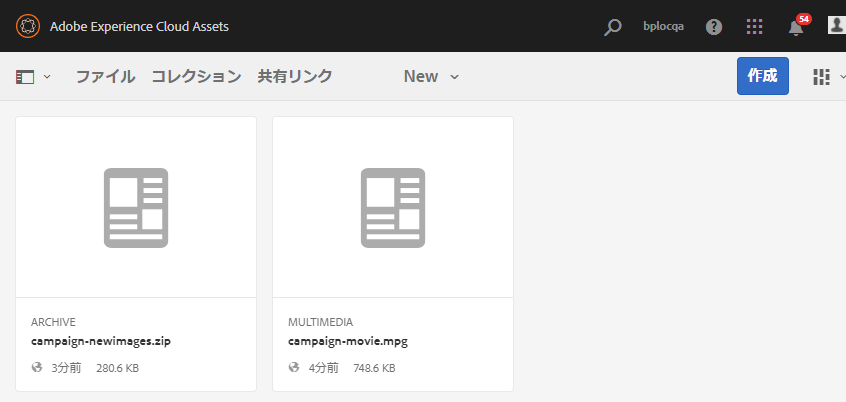 Adobe Experience Cloud Assets
bplocqa
54
ファイル コレクション 共有リンク New 作成
ARCHIVE
campaign-newimages.zip
3分前 280.6 KB
MULTIMEDIA
campaign-movie.mpg
4分前 748.6 KB